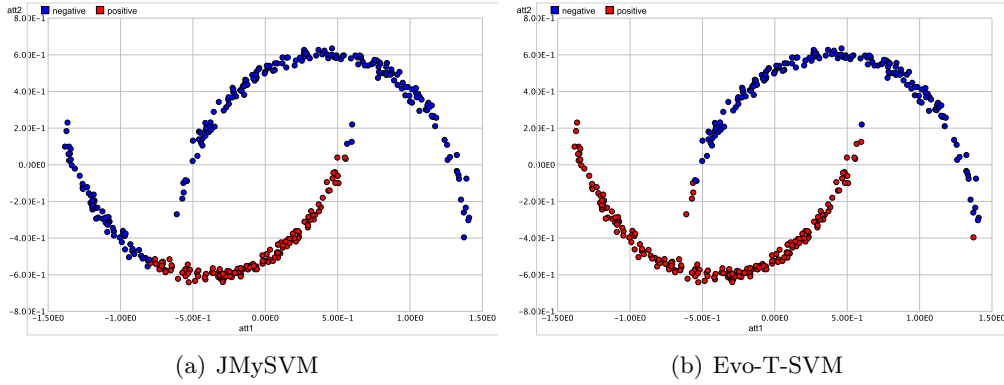 att2 negative positive att2 negative positive
8.00E-1 8.00E-1
6.00E-1 6.00E-1
4.00E-1 4.00E-1
2.00E-1 2.00E-1
0.00E0 0.00E0
-2.00E-1 -2.00E-1
-4.00E-1 -4.00E-1
-6.00E-1 -6.00E-1
-8.00E-1 -8.00E-1
-1.50E0 -1.00E0 -5.00E-1 0.00E0 5.00E-1 1.00E0 1.50E0 -1.50E0 -1.00E0 -5.00E-1 0.00E0 5.00E-1 1.00E0 1.50E0
att1 att1
(a) JMySVM (b) Evo-T-SVM